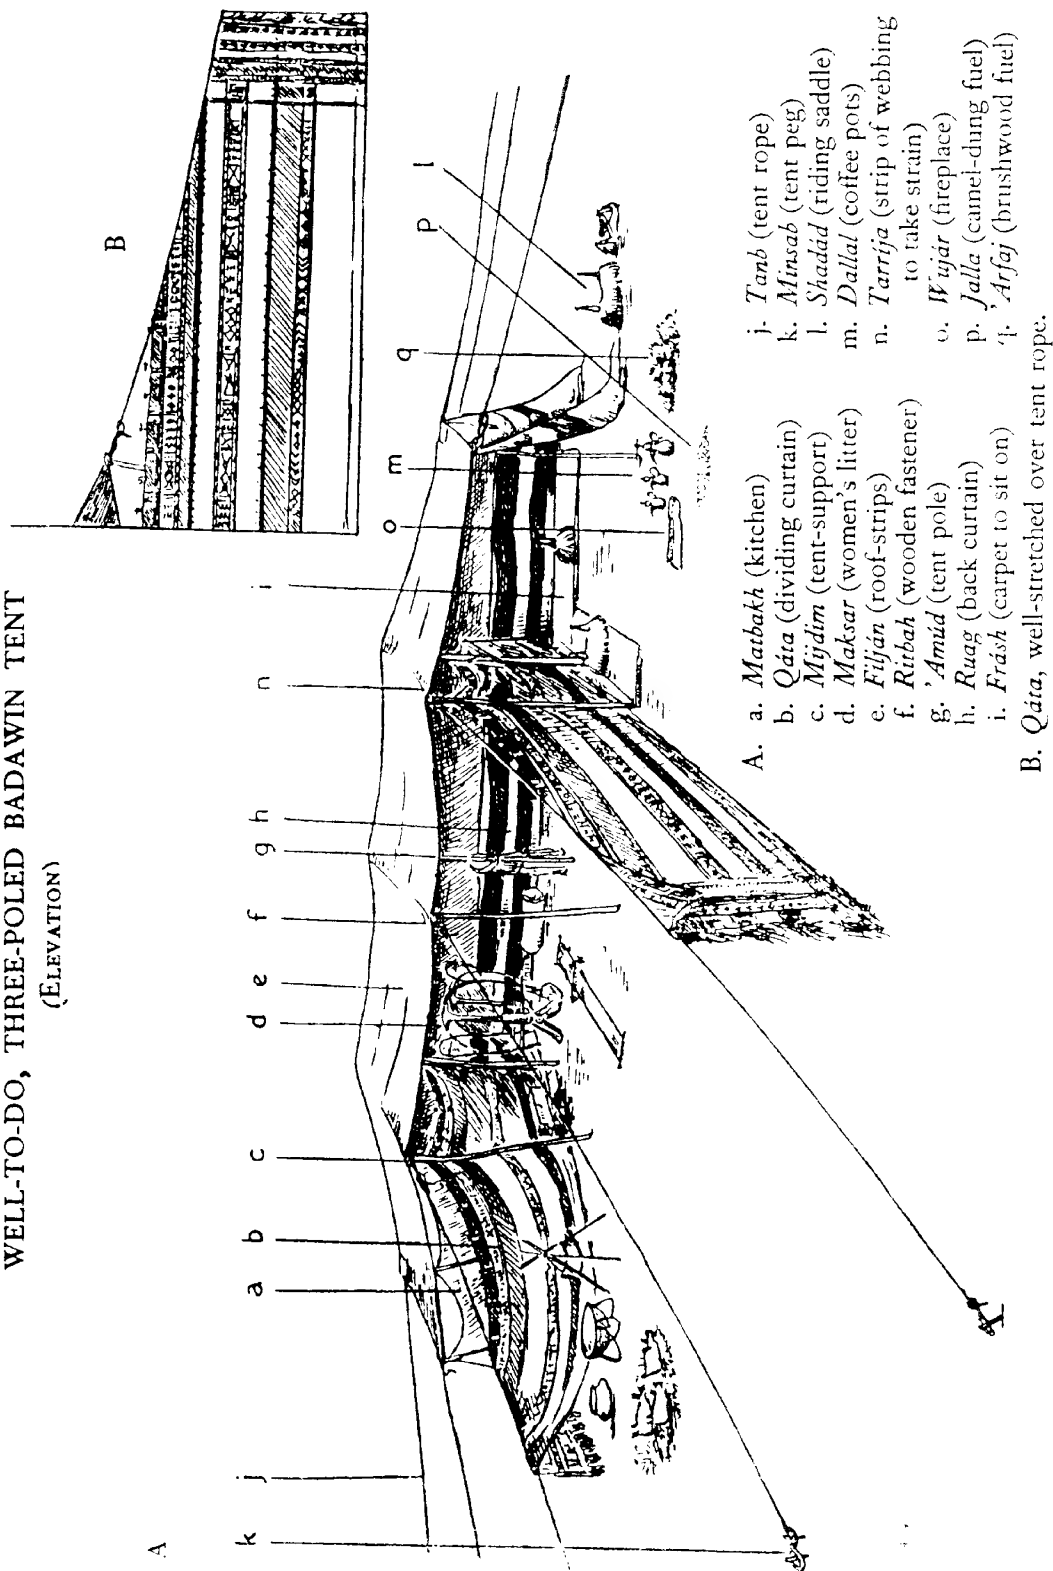 WELL-TO-DO, THREE-POLED BADAWIN TENT
(ELEVATION)
A
B
k
j
a
b
c
d
e
f
g
h
n
i
o
m
q
p
l
A. a. Matbakh (kitchen)
b. Qáta (dividing curtain)
c. Mijdim (tent-support)
d. Maksar (women's litter)
e. Filján (roof-strips)
f. Ritbah (wooden fastener)
g. 'Amúd (tent pole)
h. Ruag (back curtain)
i. Frásh (carpet to sit on)
j. Tanb (tent rope)
k. Minsab (tent peg)
l. Shadád (riding saddle)
m. Dallal (coffee pots)
n. Tarrija (strip of webbing
to take strain)
o. Wujár (fireplace)
p. Jalla (camel-dung fuel)
q. 'Arfaj (brushwood fuel)
B. Qáta, well-stretched over tent rope.